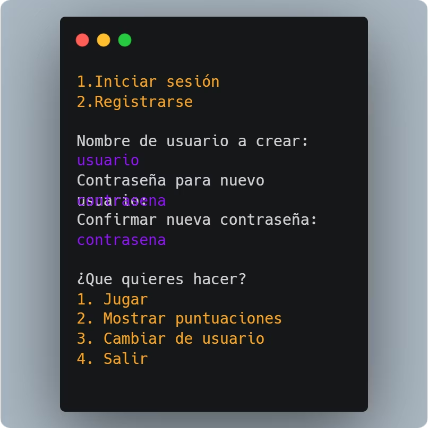 1.Iniciar sesión
2.Registrarse
Nombre de usuario a crear:
usuario
Contraseña para nuevo
usuario:
contrasena
Confirmar nueva contraseña:
contrasena
¿Que quieres hacer?
1. Jugar
2. Mostrar puntuaciones
3. Cambiar de usuario
4. Salir